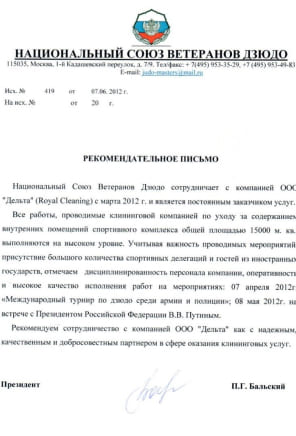 НАЦИОНАЛЬНЫЙ СОЮЗ ВЕТЕРАНОВ ДЗЮДО
115035, Москва, 1-й Кадашевский переулок, д. 7/9. Тел/факс: + 7(495) 953-35-29, +7 (495) 953-49-83
E-mail: judo-masters@mail.ru
Исх. № 419 от 07.06. 2012 г.
На исх. № от 20 г.
РЕКОМЕНДАТЕЛЬНОЕ ПИСЬМО
Национальный Союз Ветеранов Дзюдо сотрудничает с компанией ООО
"Дельта" (Royal Cleaning) с марта 2012 г. и является постоянным заказчиком услуг.
Все работы, проводимые клининговой компанией по уходу за содержанием
внутренних помещений спортивного комплекса общей площадью 15000 м. кв.
выполняются на высоком уровне. Учитывая важность проводимых мероприятий
присутствие большого количества спортивных делегаций и гостей из иностранных
государств, отмечаем дисциплинированность персонала компании, оперативность
и высокое качество исполнения работ на мероприятиях: 07 апреля 2012г
«Международный турнир по дзюдо среди армии и полиции»; 08 мая 2012г. на
встрече с Президентом Российской Федерации В.В. Путиным.
Рекомендуем сотрудничество с компанией ООО "Дельта" как с надежным,
качественным и добросовестным партнером в сфере оказания клининговых услуг.
Президент П.Г. Бальский